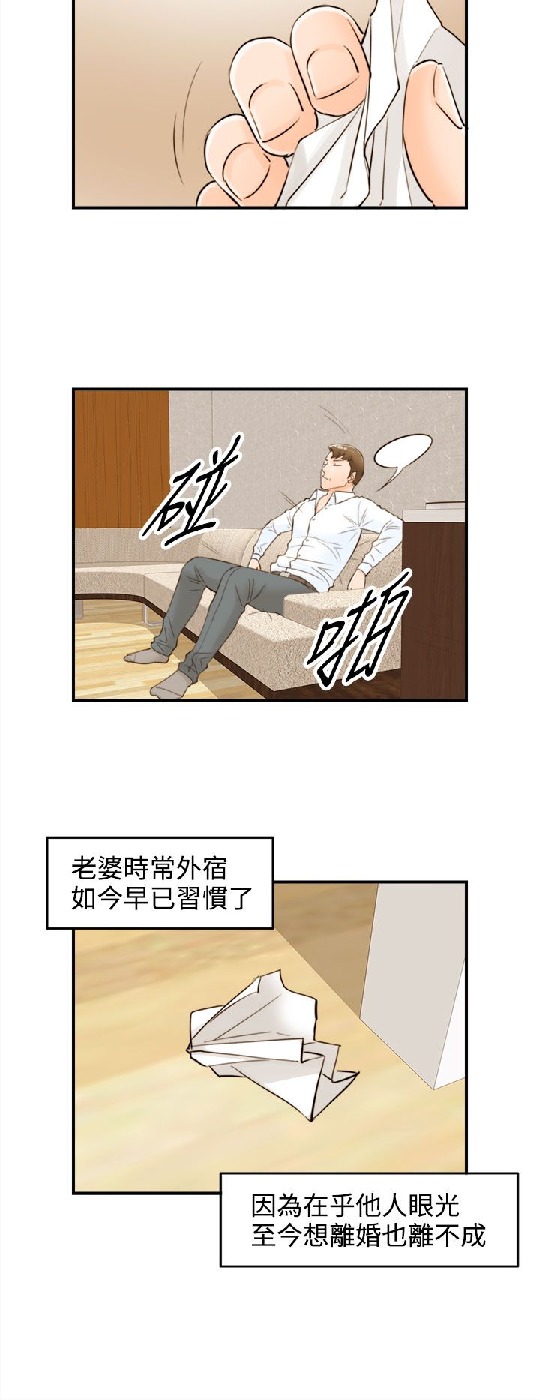 碰
啪
老婆時常外宿
如今早已習慣了
因為在乎他人眼光
至今想離婚也離不成